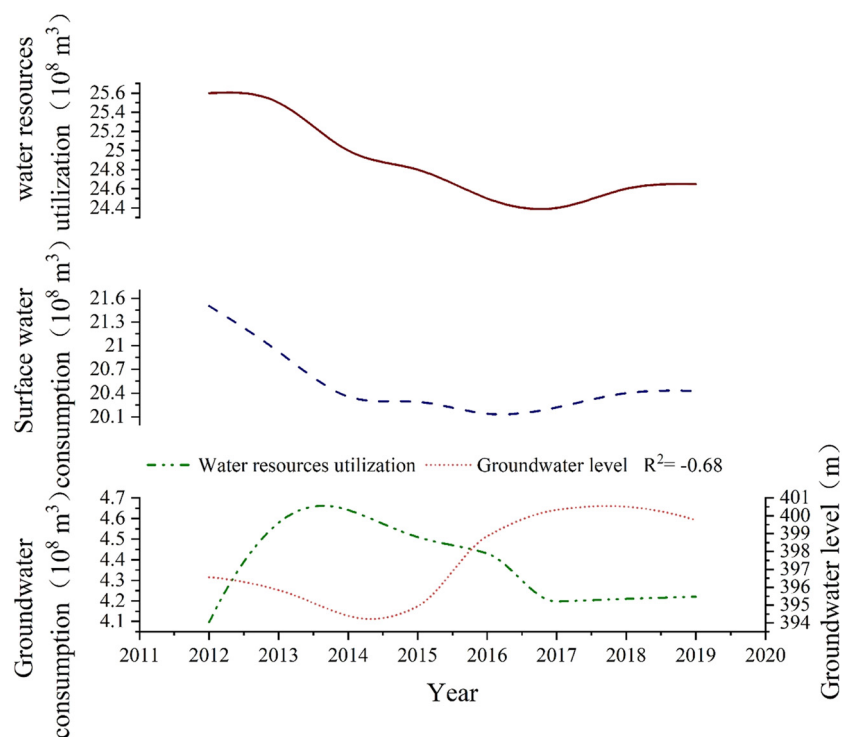 water resources
utilization（10⁸ m³）
25.6
25.4
25.2
25
24.8
24.6
24.4
Surface water
consumption（10⁸ m³）
21.6
21.3
21
20.7
20.4
20.1
Water resources utilization
Groundwater level R²= -0.68
Groundwater
consumption（10⁸ m³）
4.7
4.6
4.5
4.4
4.3
4.2
4.1
401
400
398
396
395
394
Groundwater level（m）
2011 2012 2013 2014 2015 2016 2017 2018 2019 2020
Year